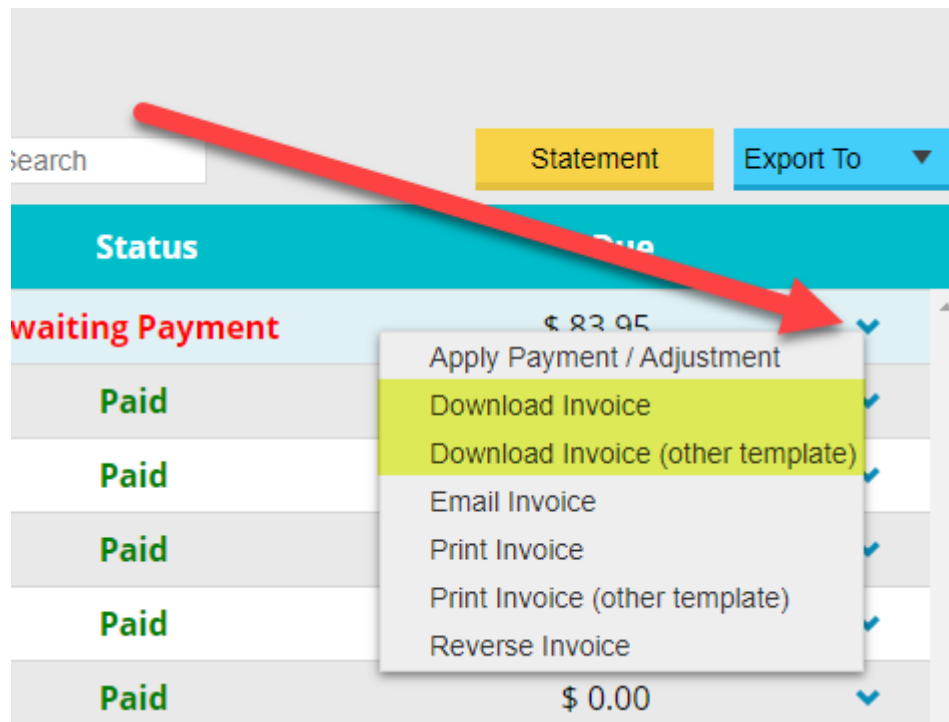 Search
Statement
Export To
Status
Due
waiting Payment
$ 83.95
Apply Payment / Adjustment
Paid
Download Invoice
Download Invoice (other template)
Paid
Email Invoice
Paid
Print Invoice
Print Invoice (other template)
Paid
Reverse Invoice
Paid
$ 0.00